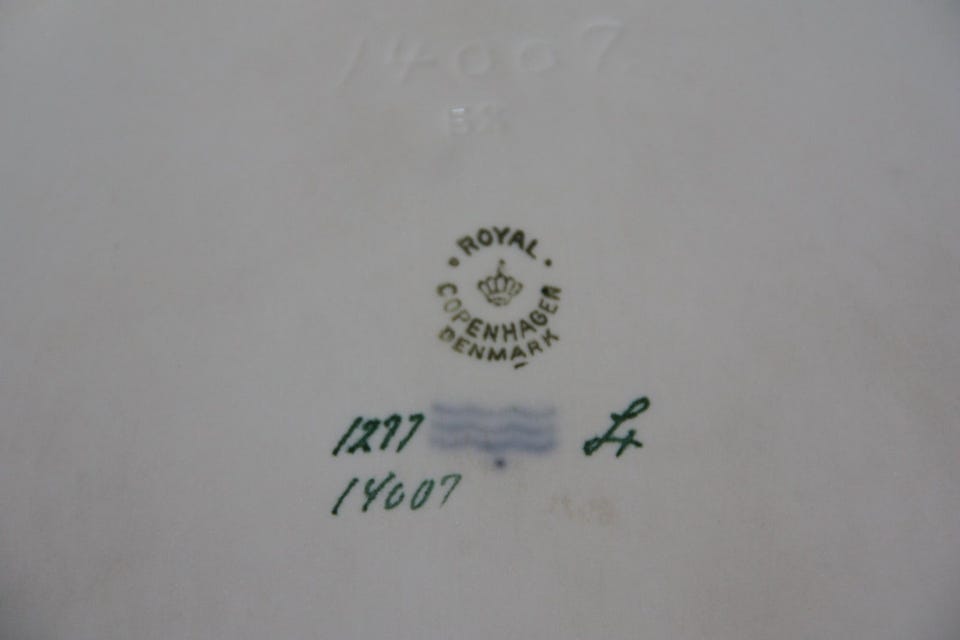 14007
ROYAL
COPENHAGEN
DENMARK
1277
14007